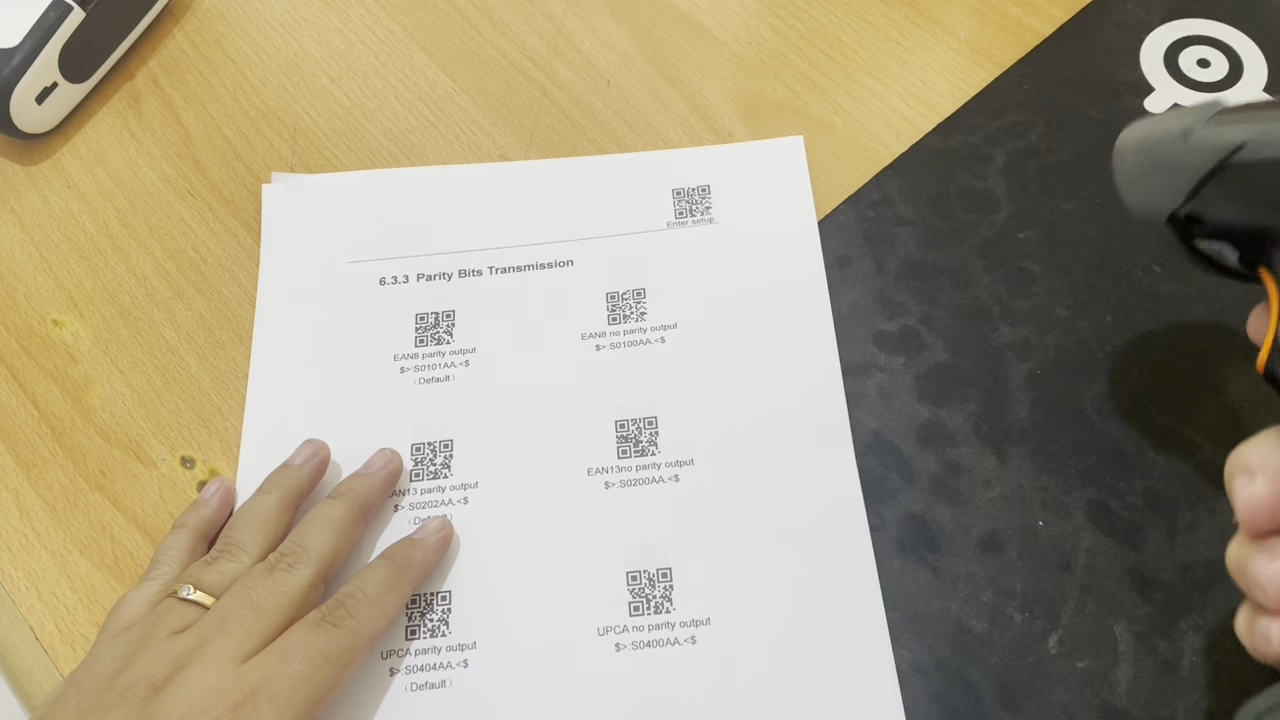 Enter setup
6.3.3 Parity Bits Transmission
EAN8 parity output
$>:S0101AA.<$
（Default）
EAN8 no parity output
$>:S0100AA.<$
AN13 parity output
$>:S0202AA.<$
EAN13no parity output
$>:S0200AA.<$
UPCA parity output
$>:S0404AA.<$
（Default）
UPCA no parity output
$>:S0400AA.<$